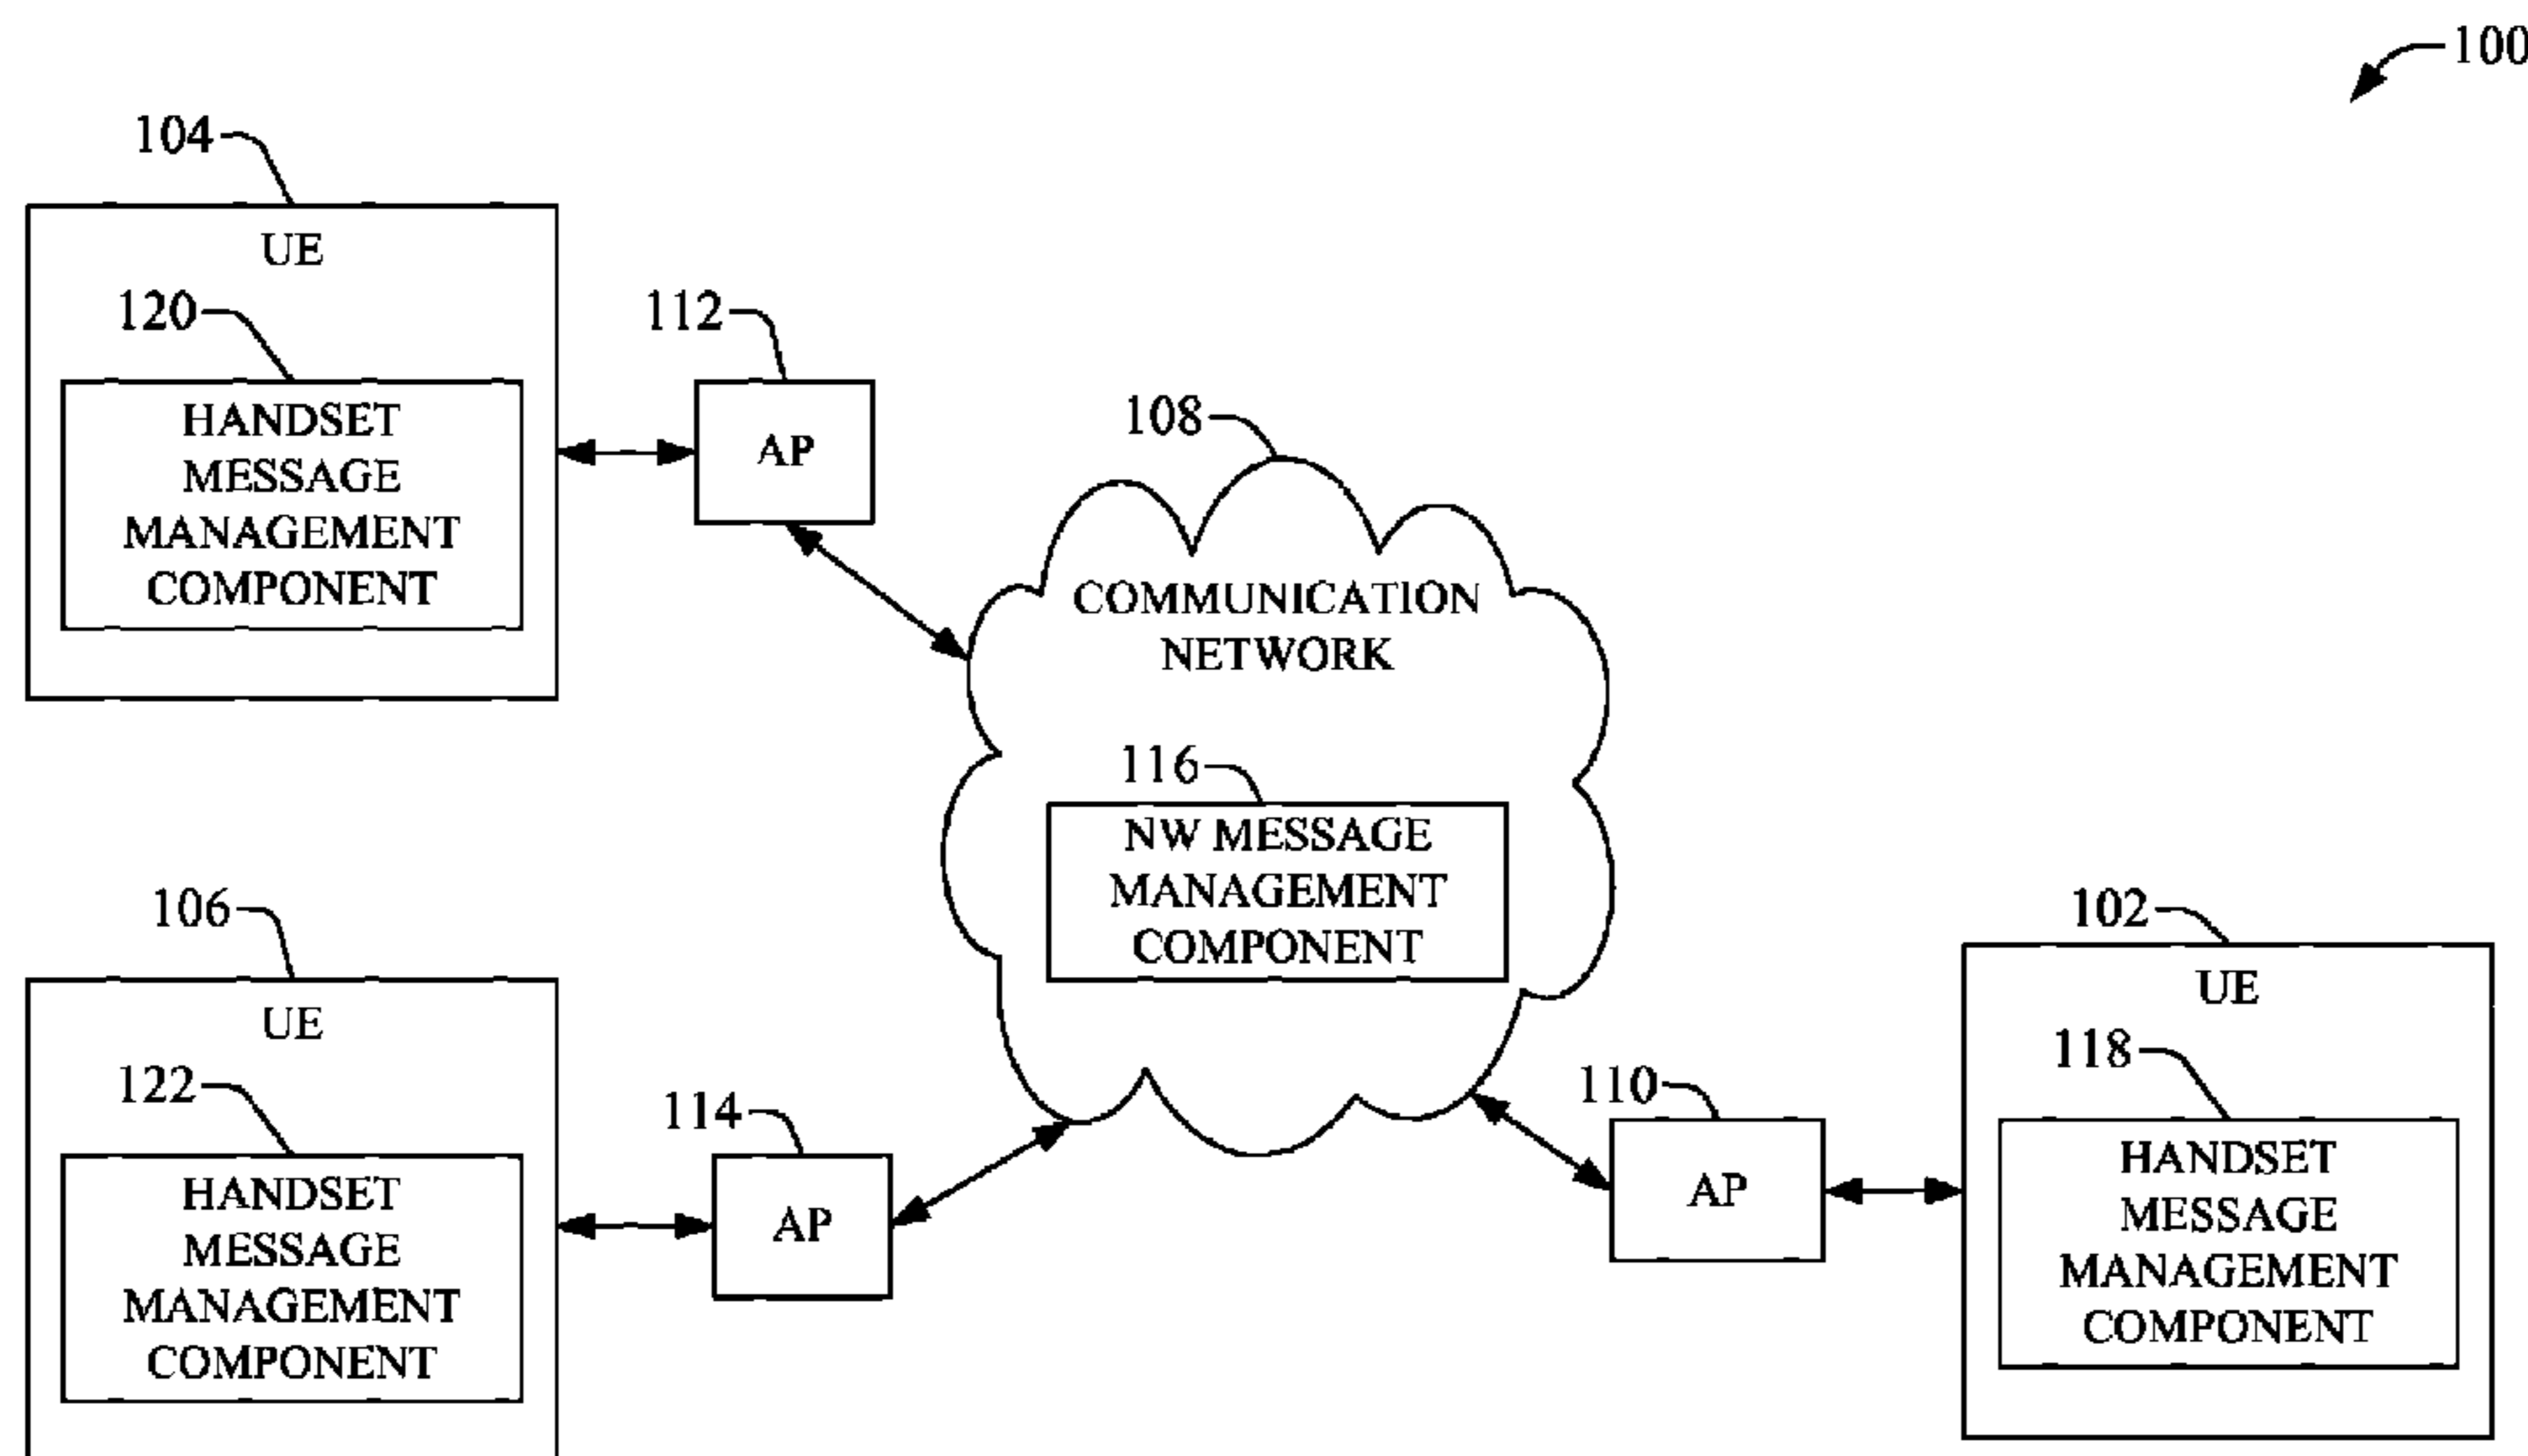 100
104
UE
120
HANDSET
MESSAGE
MANAGEMENT
COMPONENT
112
AP
108
COMMUNICATION
NETWORK
116
NW MESSAGE
MANAGEMENT
COMPONENT
106
UE
122
HANDSET
MESSAGE
MANAGEMENT
COMPONENT
114
AP
110
AP
102
UE
118
HANDSET
MESSAGE
MANAGEMENT
COMPONENT